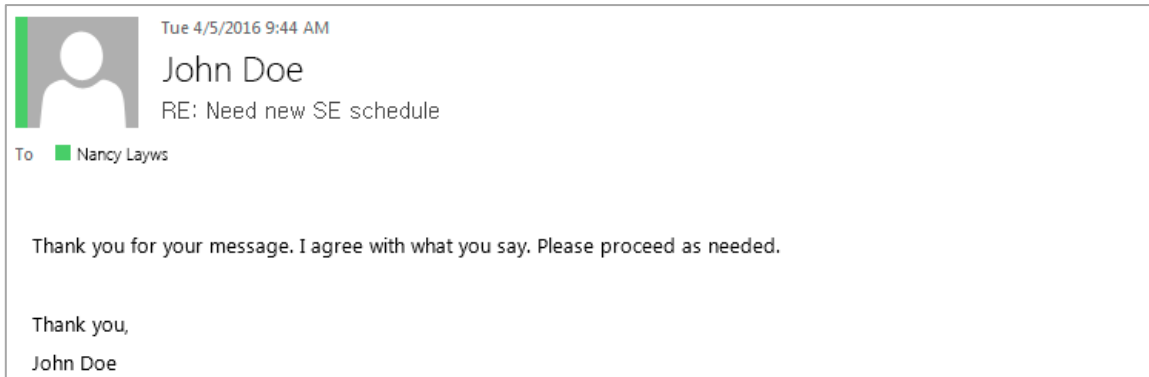 Tue 4/5/2016 9:44 AM
John Doe
RE: Need new SE schedule
To Nancy Layws
Thank you for your message. I agree with what you say. Please proceed as needed.
Thank you,
John Doe